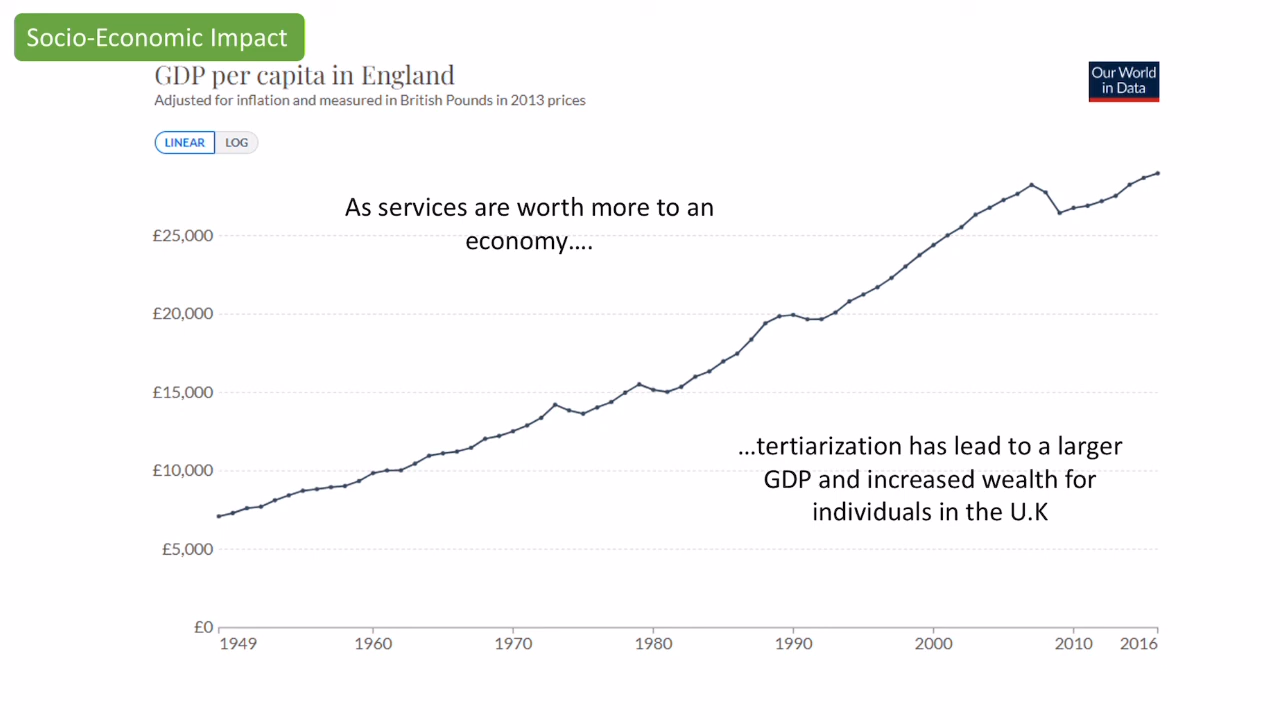 Socio-Economic Impact
GDP per capita in England
Adjusted for inflation and measured in British Pounds in 2013 prices
Our World
in Data
LINEAR LOG
As services are worth more to an
economy....
£25,000
£20,000
£15,000
...tertiarization has lead to a larger
GDP and increased wealth for
individuals in the U.K
£10,000
£5,000
£0
1949 1960 1970 1980 1990 2000 2010 2016